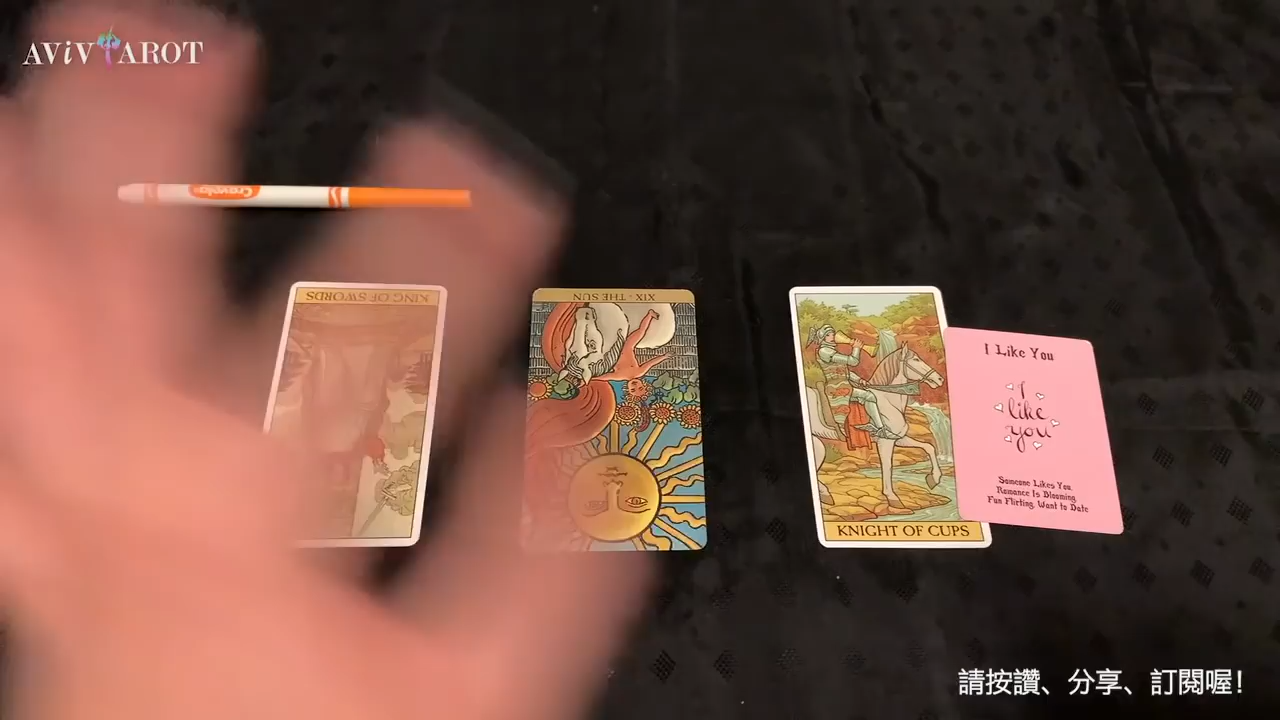 AViV TAROT
Crayola
KING OF SWORDS
XIX · THE SUN
KNIGHT OF CUPS
I Like You
I
like
you
Someone Likes You.
Romance Is Blooming
Fun Flirting, Want to Date
請按讚、分享、訂閱喔!